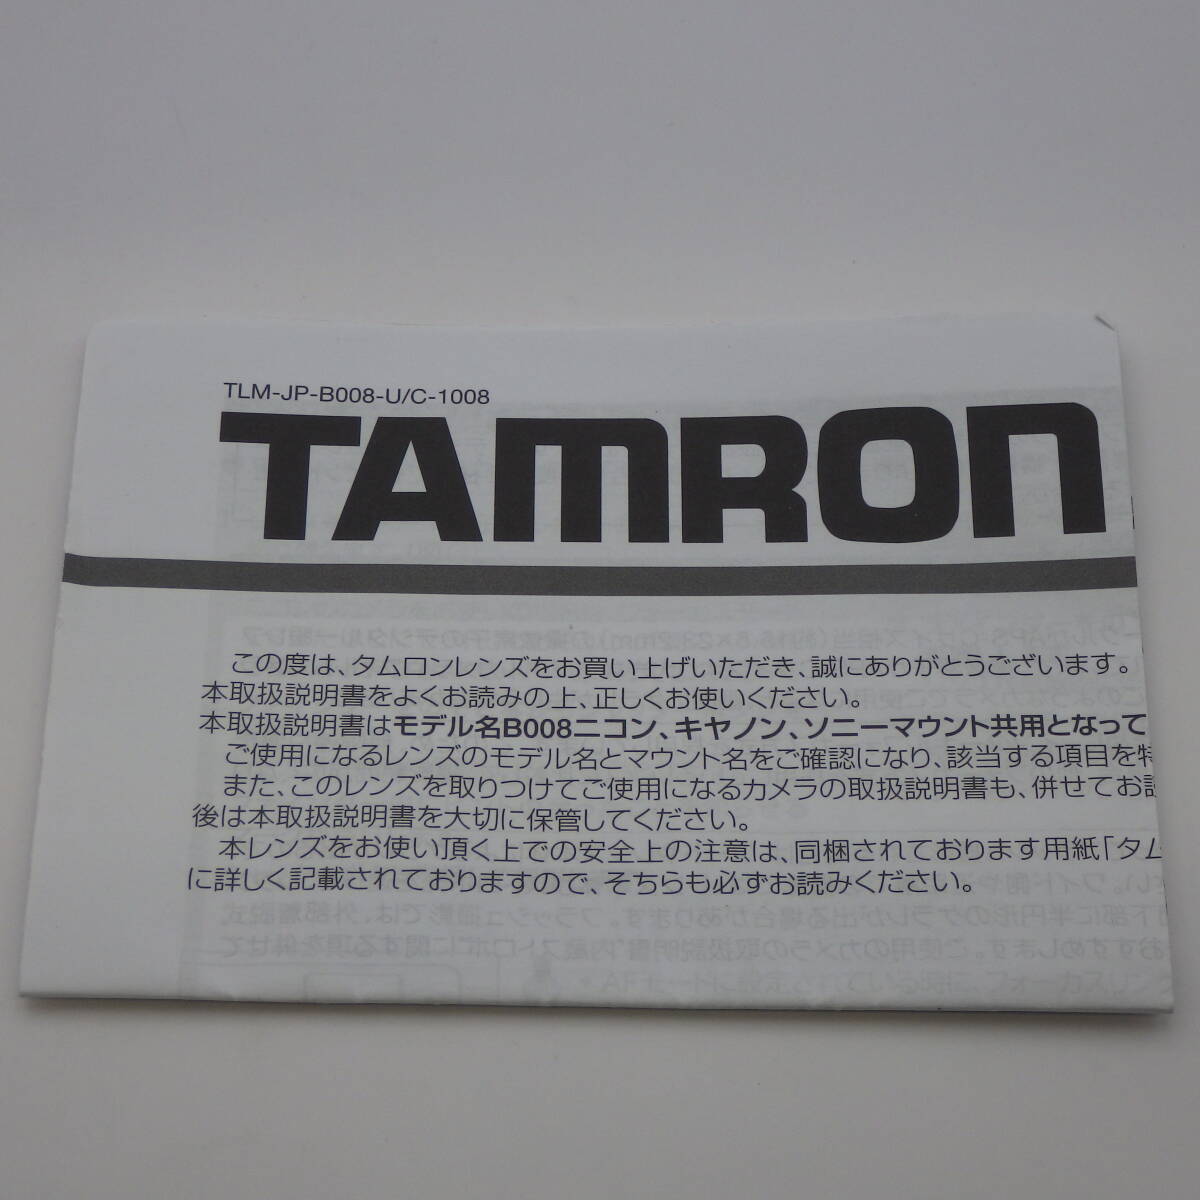 TLM-JP-B008-U/C-1008
TAMRON
この度は、タムロンレンズをお買い上げいただき、誠にありがとうございます。
本取扱説明書をよくお読みの上、正しくお使いください。
本取扱説明書はモデル名B008ニコン、キヤノン、ソニーマウント共用となって
ご使用になるレンズのモデル名とマウント名をご確認になり、該当する項目を特
また、このレンズを取りつけてご使用になるカメラの取扱説明書も、併せてお読
後は本取扱説明書を大切に保管してください。
本レンズをお使い頂く上での安全上の注意は、同梱されております用紙「タム
に詳しく記載されておりますので、そちらも必ずお読みください。